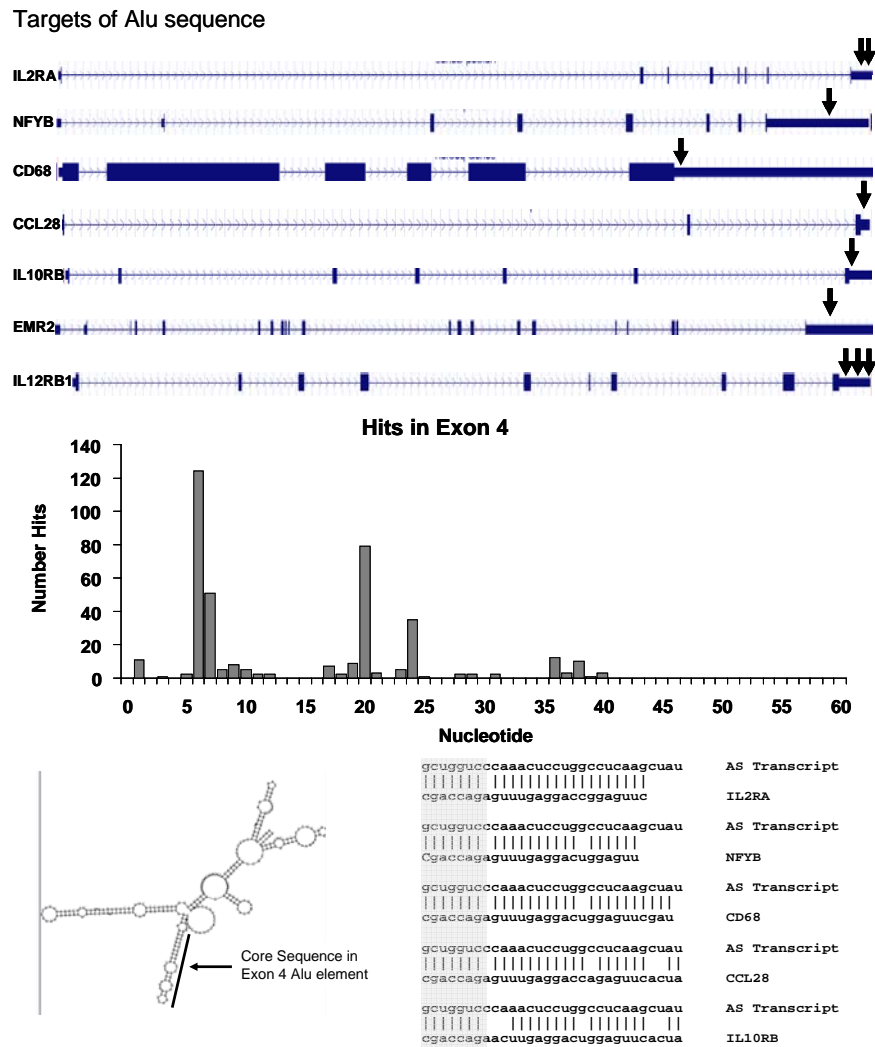 Targets of Alu sequence
IL2RA
NFYB
CD68
CCL28
IL10RB
EMR2
IL12RB1
Hits in Exon 4
Number Hits
140
120
100
80
60
40
20
0
0 5 10 15 20 25 30 35 40 45 50 55 60
Nucleotide
Core Sequence in
Exon 4 Alu element
gcuggucccaaacuccuggccucaagcuau AS Transcript
cgaccagaguuugaggaccggaguuc IL2RA
gcuggucccaaacuccuggccucaagcuau AS Transcript
Cgaccagaguuugaggacuggaguu NFYB
gcuggucccaaacuccuggccucaagcuau AS Transcript
cgaccagaguuugaggacuggaguucgau CD68
gcuggucccaaacuccuggccucaagcuau AS Transcript
cgaccagaguuugaggaccagaguucacua CCL28
gcuggucccaaacuccuggccucaagcuau AS Transcript
cgaccagaacuugaggacuggaguucacua IL10RB